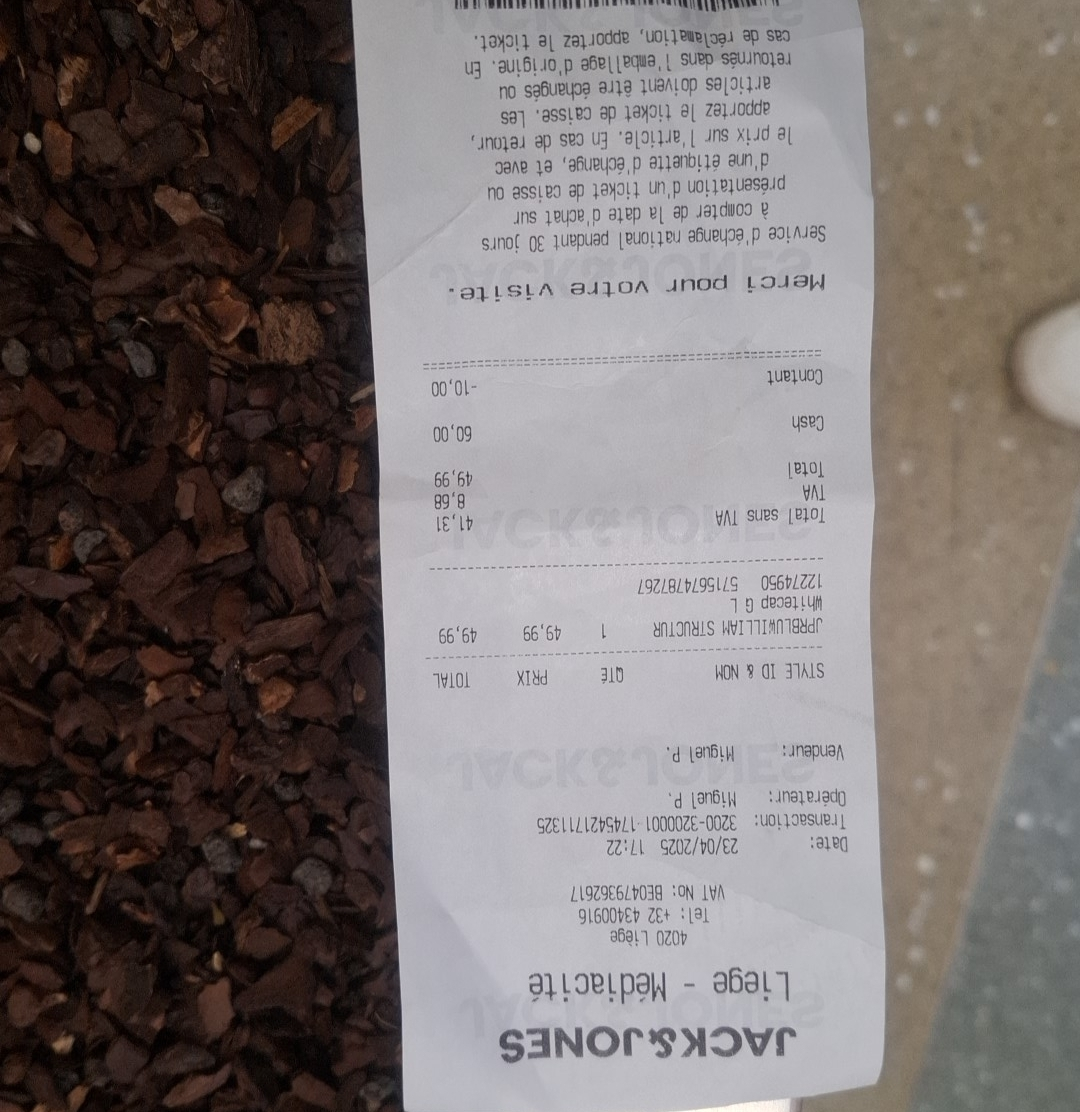 JACK&JONES
Liege - Médiacité
4020 Liège
Tel: +32 43400916
VAT No: BE0479362617
Date: 23/04/2025 17:22
Transaction: 3200-3200001-1745421711325
Opérateur: Miguel P.
Vendeur: Miguel P.
STYLE ID & NOM QTÉ PRIX TOTAL
JPRBLUWILLIAM STRUCTUR 1 49,99 49,99
Whitecap G L
12274950 5715674787267
Total sans TVA 41,31
TVA 8,68
Total 49,99
Cash 60,00
Contant -10,00
Merci pour votre visite.
Service d'échange national pendant 30 jours
à compter de la date d'achat sur
présentation d'un ticket de caisse ou
d'une étiquette d'échange, et avec
le prix sur l'article. En cas de retour,
apportez le ticket de caisse. Les
articles doivent être échangés ou
retournés dans l'emballage d'origine. En
cas de réclamation, apportez le ticket.